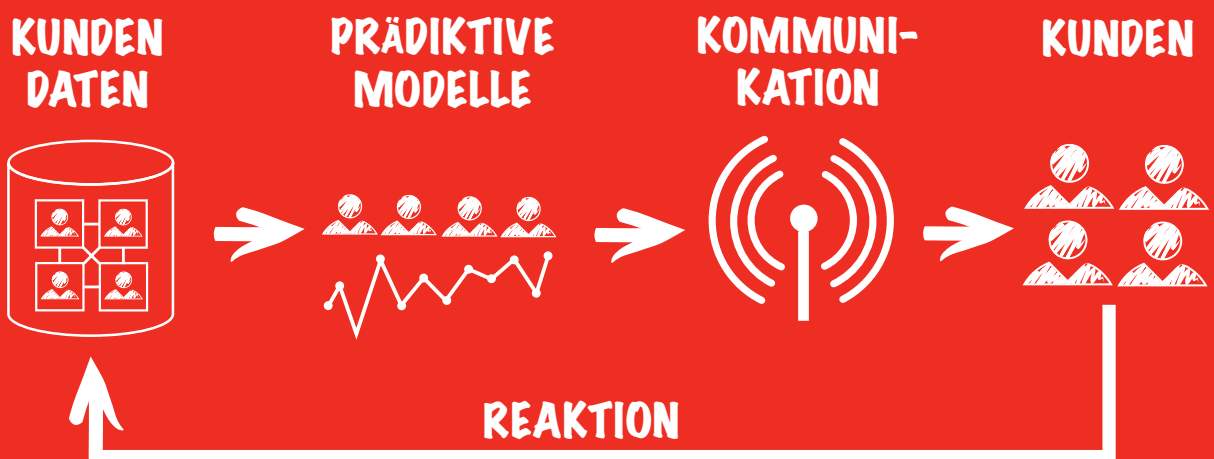 KUNDEN
DATEN
PRÄDIKTIVE
MODELLE
KOMMUNI-
KATION
KUNDEN
REAKTION